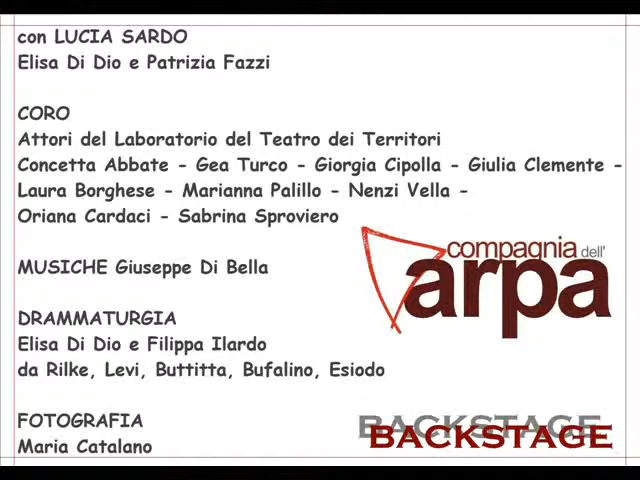 con LUCIA SARDO
Elisa Di Dio e Patrizia Fazzi
CORO
Attori del Laboratorio del Teatro dei Territori
Concetta Abbate - Gea Turco - Giorgia Cipolla - Giulia Clemente -
Laura Borghese - Marianna Palillo - Nenzi Vella -
Oriana Cardaci - Sabrina Sproviero
compagnia dell'
arpa
MUSICHE Giuseppe Di Bella
DRAMMATURGIA
Elisa Di Dio e Filippa Ilardo
da Rilke, Levi, Buttitta, Bufalino, Esiodo
FOTOGRAFIA
Maria Catalano
BACKSTAGE
BACKSTAGE